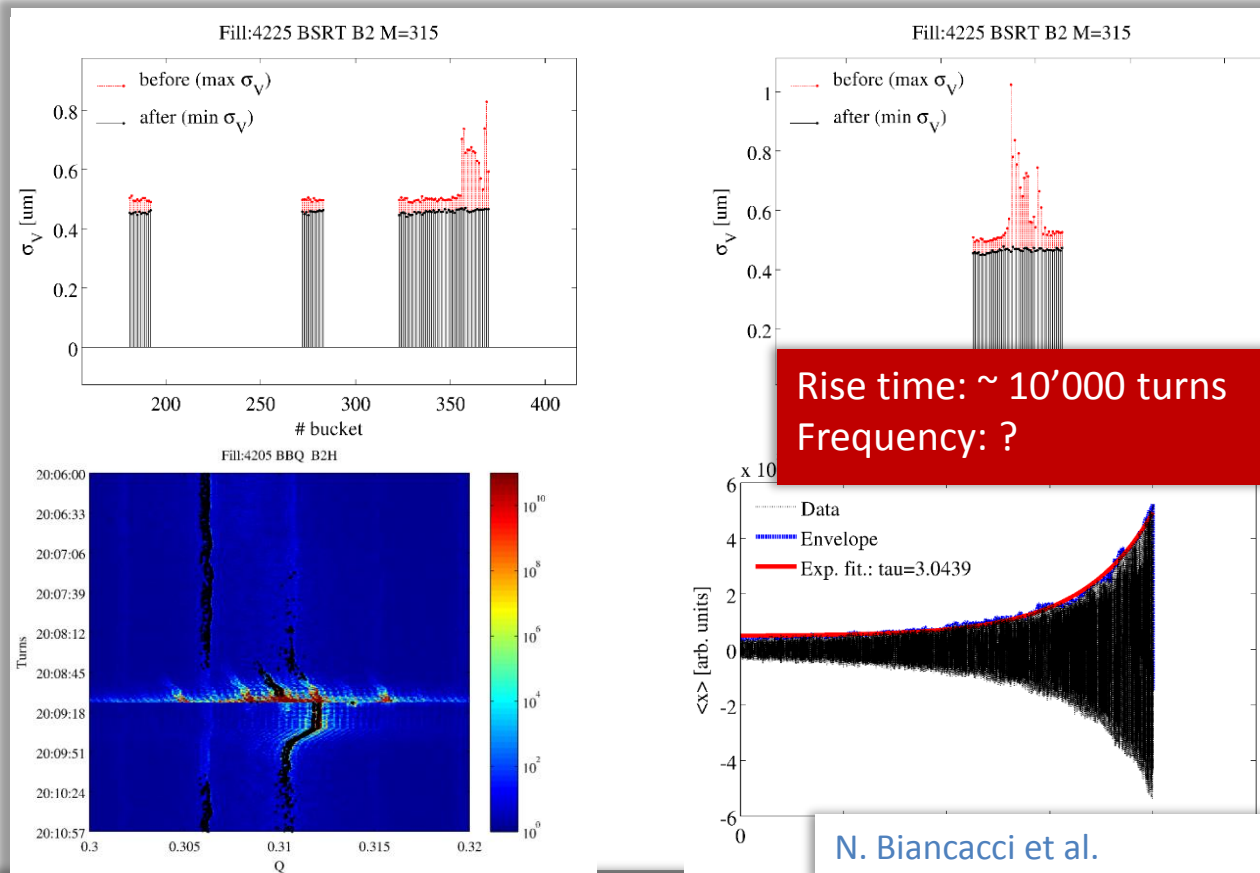 Fill:4225 BSRT B2 M=315
before (max σV)
after (min σV)
0.8
0.6
0.4
0.2
0
σV [um]
200 250 300 350 400
# bucket
Fill:4225 BSRT B2 M=315
before (max σV)
after (min σV)
1
0.8
0.6
0.4
0.2
σV [um]
Rise time: ~ 10’000 turns
Frequency: ?
Fill:4205 BBQ B2H
20:06:00
20:06:33
20:07:06
20:07:39
20:08:12
20:08:45
20:09:18
20:09:51
20:10:24
20:10:57
Turns
0.3 0.305 0.31 0.315 0.32
Q
10^10
10^8
10^6
10^4
10^2
10^0
x 10
6
4
2
0
-2
-4
-6
<x> [arb. units]
Data
Envelope
Exp. fit.: tau=3.0439
0
N. Biancacci et al.